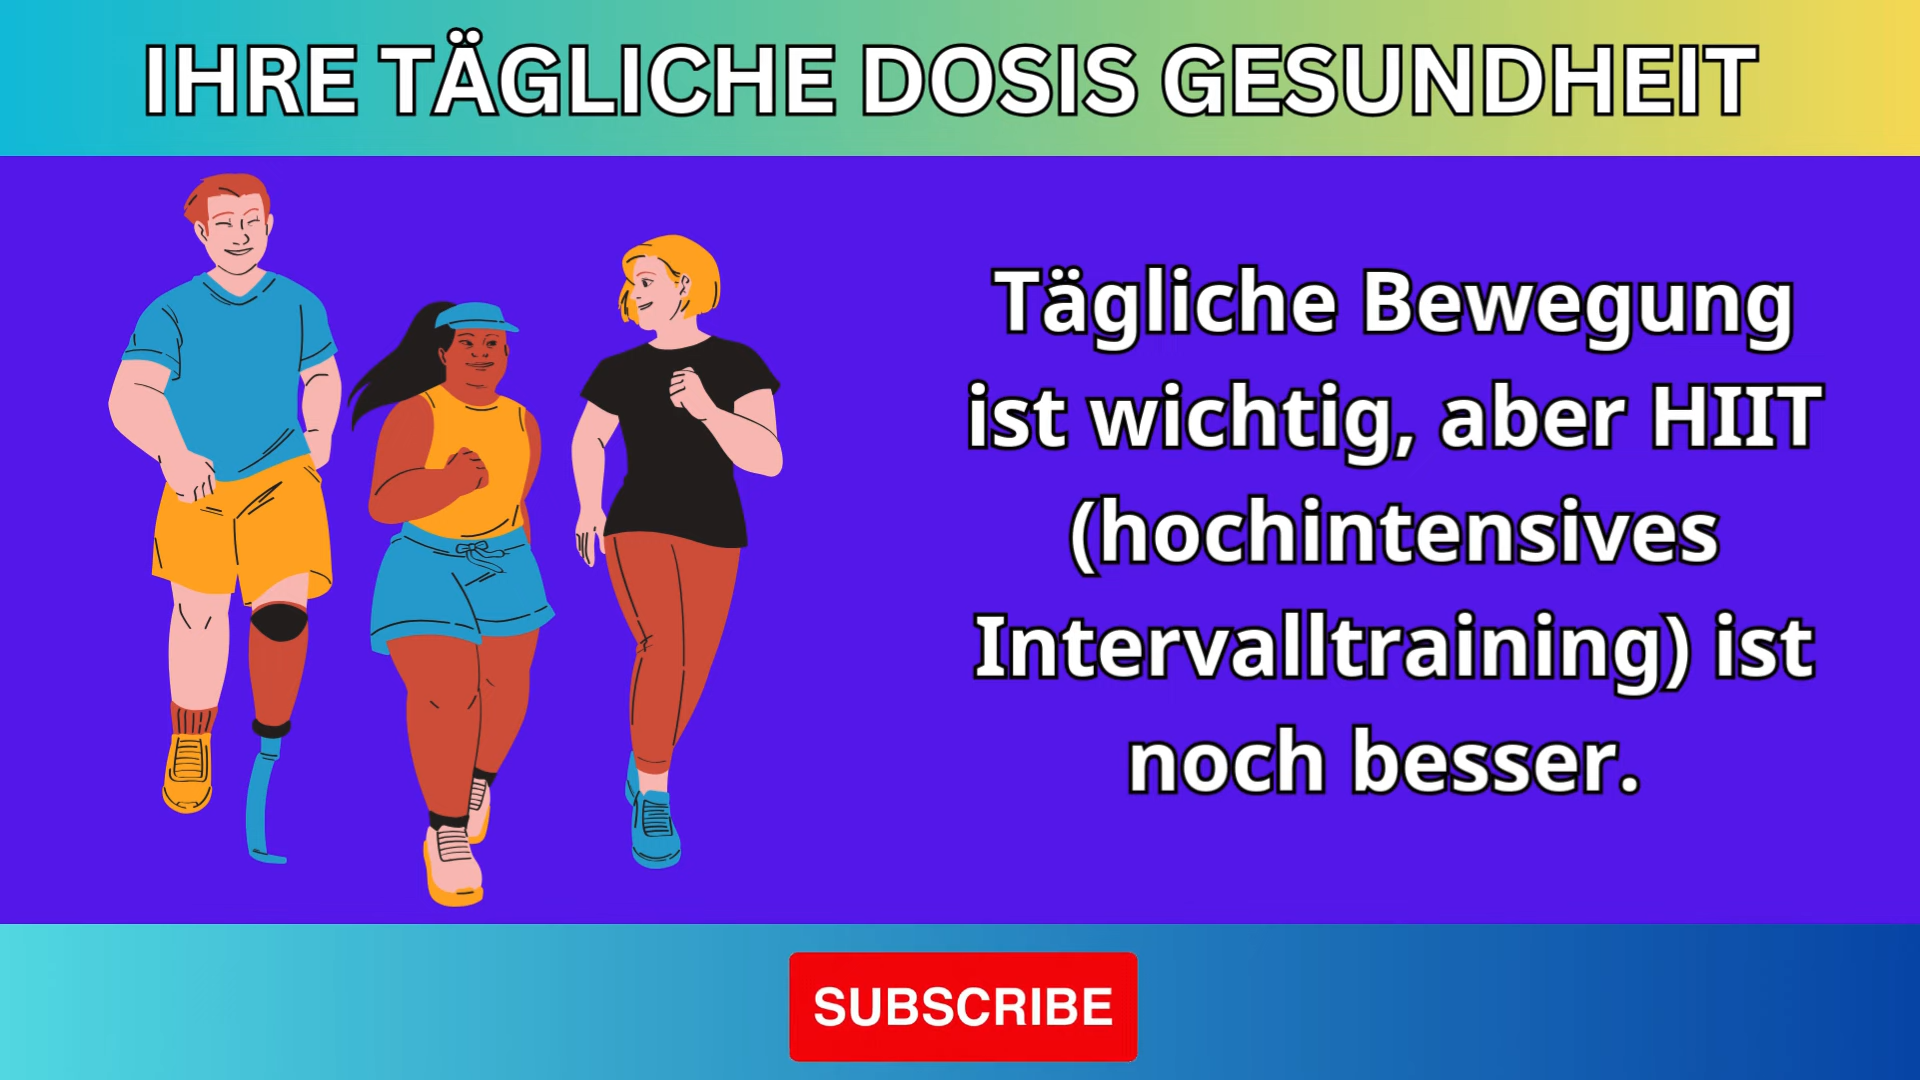 IHRE TÄGLICHE DOSIS GESUNDHEIT
Tägliche Bewegung
ist wichtig, aber HIIT
(hochintensives
Intervalltraining) ist
noch besser.
SUBSCRIBE